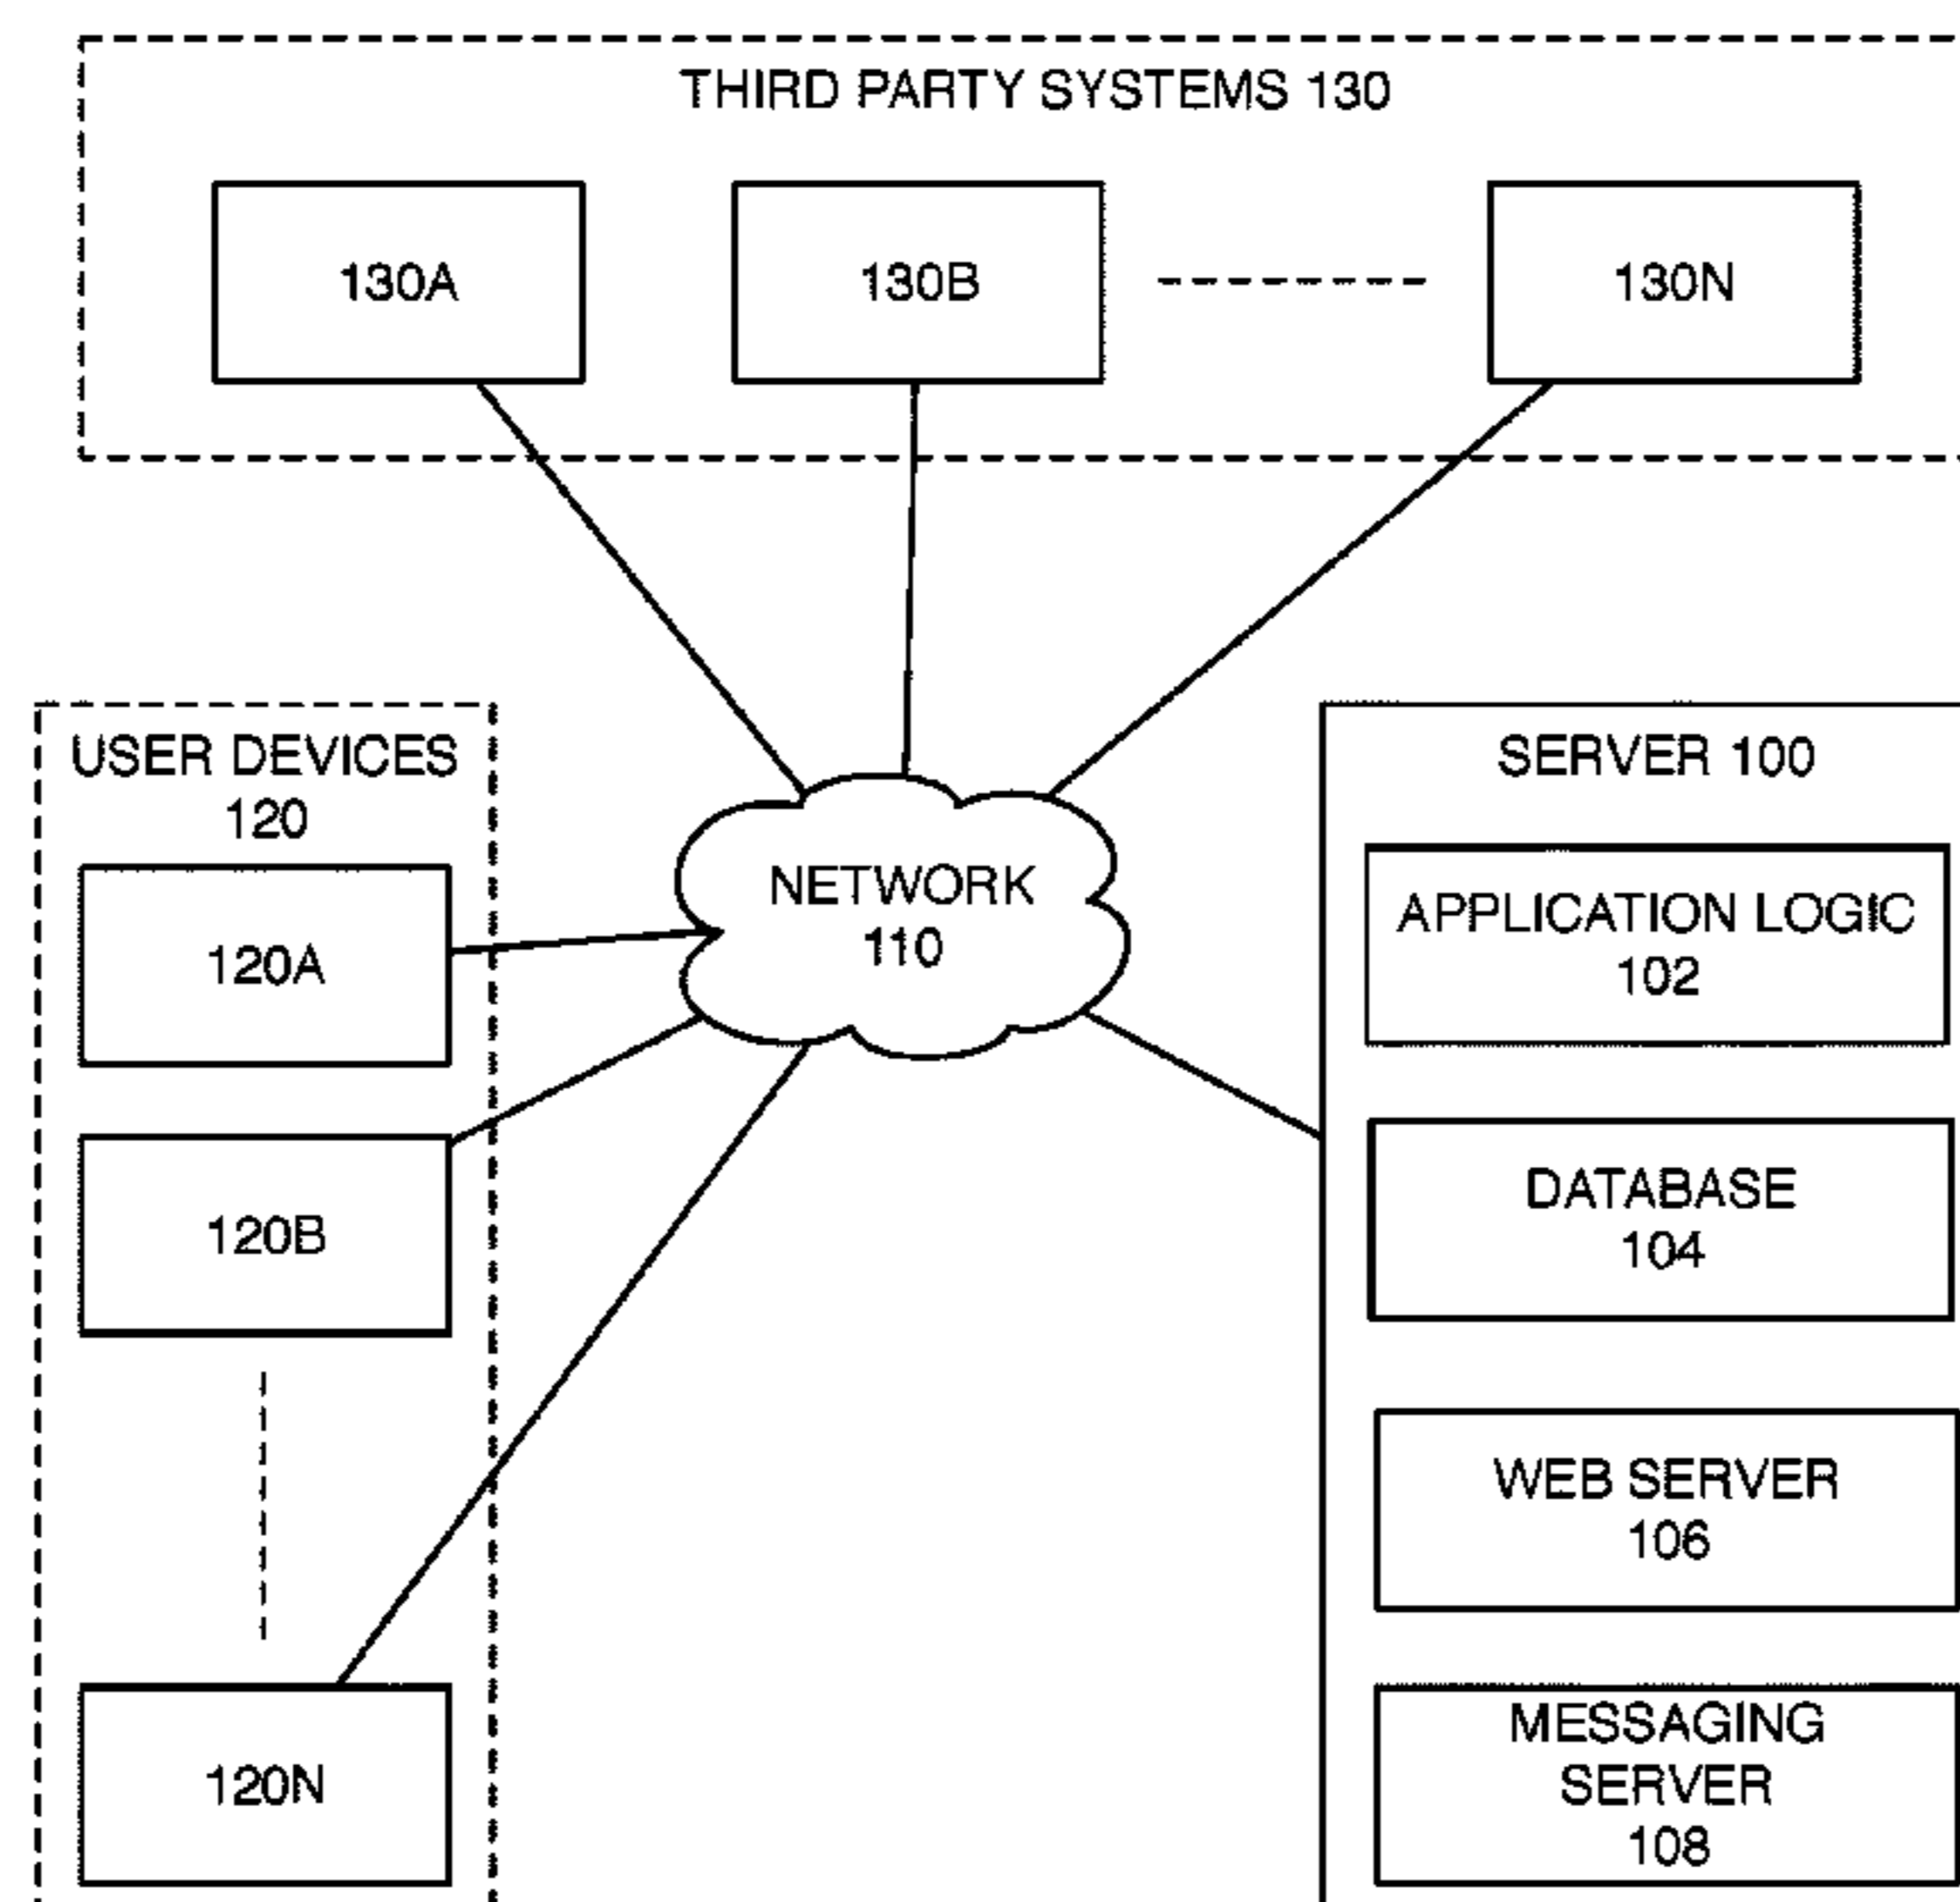 THIRD PARTY SYSTEMS 130
130A
130B
130N
USER DEVICES
120
120A
120B
120N
NETWORK
110
SERVER 100
APPLICATION LOGIC
102
DATABASE
104
WEB SERVER
106
MESSAGING
SERVER
108